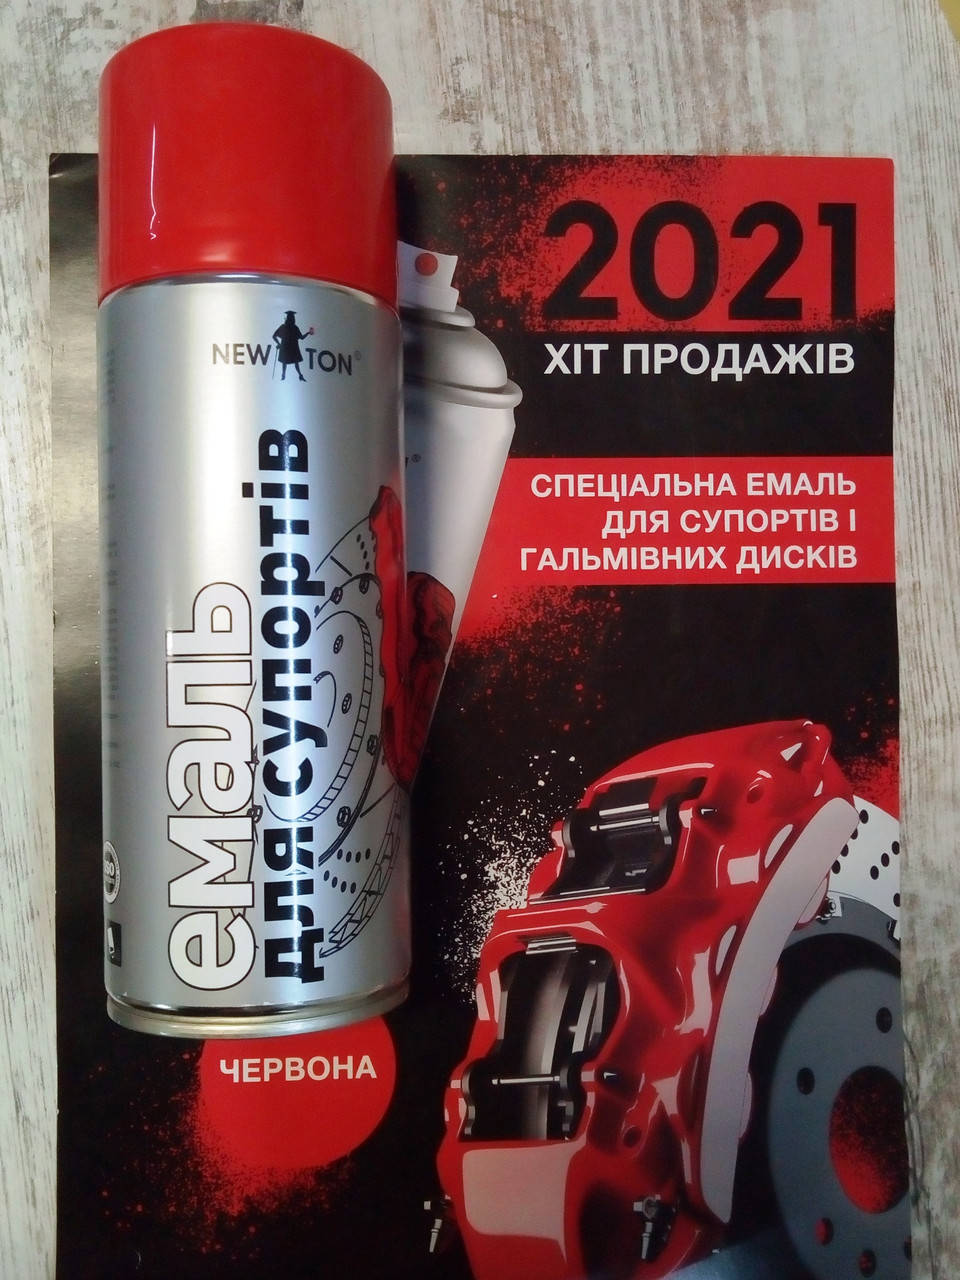 NEW TON®
емаль
для супортів
2021
ХІТ ПРОДАЖІВ
СПЕЦІАЛЬНА ЕМАЛЬ
ДЛЯ СУПОРТІВ І
ГАЛЬМІВНИХ ДИСКІВ
ЧЕРВОНА